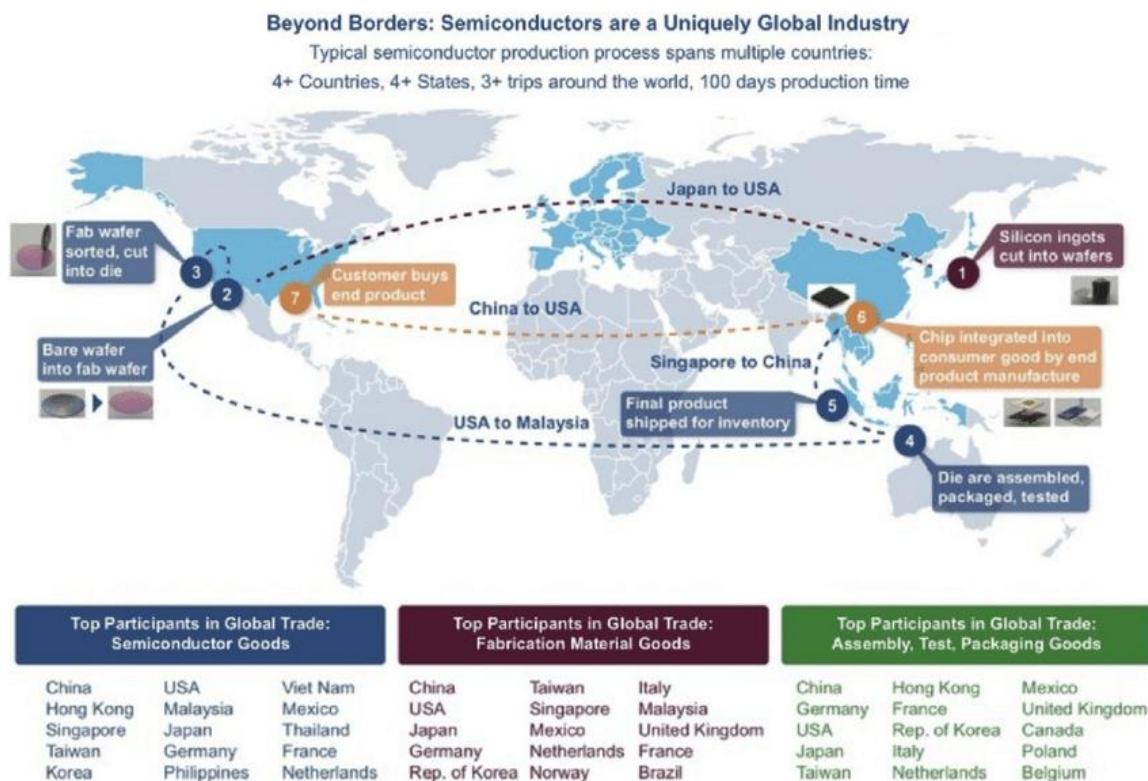 Beyond Borders: Semiconductors are a Uniquely Global Industry
Typical semiconductor production process spans multiple countries:
4+ Countries, 4+ States, 3+ trips around the world, 100 days production time
Japan to USA
Fab wafer
sorted, cut
into die
3
2
7
Customer buys
end product
Silicon ingots
cut into wafers
1
China to USA
6
Bare wafer
into fab wafer
Singapore to China
Chip integrated into
consumer good by end
product manufacture
USA to Malaysia
Final product
shipped for inventory
5
4
Die are assembled,
packaged, tested
Top Participants in Global Trade:
Semiconductor Goods
China USA Viet Nam
Hong Kong Malaysia Mexico
Singapore Japan Thailand
Taiwan Germany France
Korea Philippines Netherlands
Top Participants in Global Trade:
Fabrication Material Goods
China Taiwan Italy
USA Singapore Malaysia
Japan Mexico United Kingdom
Germany Netherlands France
Rep. of Korea Norway Brazil
Top Participants in Global Trade:
Assembly, Test, Packaging Goods
China Hong Kong Mexico
Germany France United Kingdom
USA Rep. of Korea Canada
Japan Italy Poland
Taiwan Netherlands Belgium